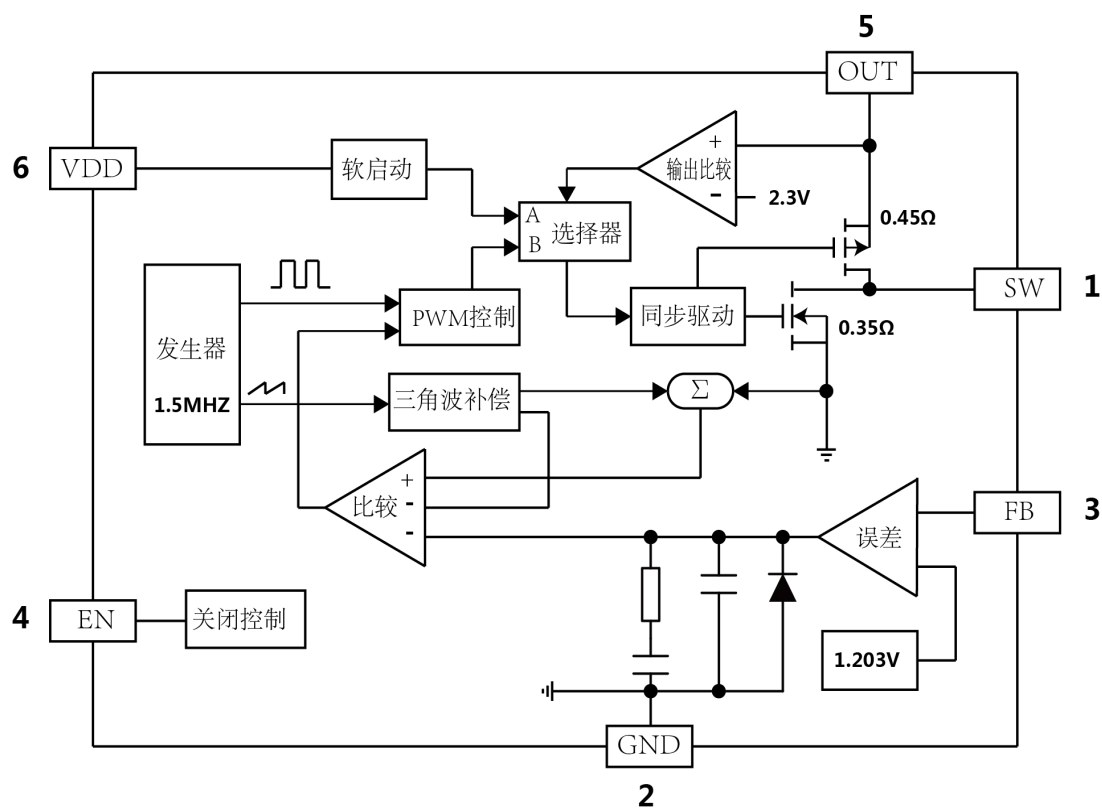 5
OUT
6
VDD
软启动
+
输出比较
-
2.3V
A
B
选择器
0.45Ω
SW
1
发生器
1.5MHZ
PWM控制
同步驱动
0.35Ω
三角波补偿
Σ
+
比较
-
-
误差
FB
3
4
EN
关闭控制
1.203V
GND
2